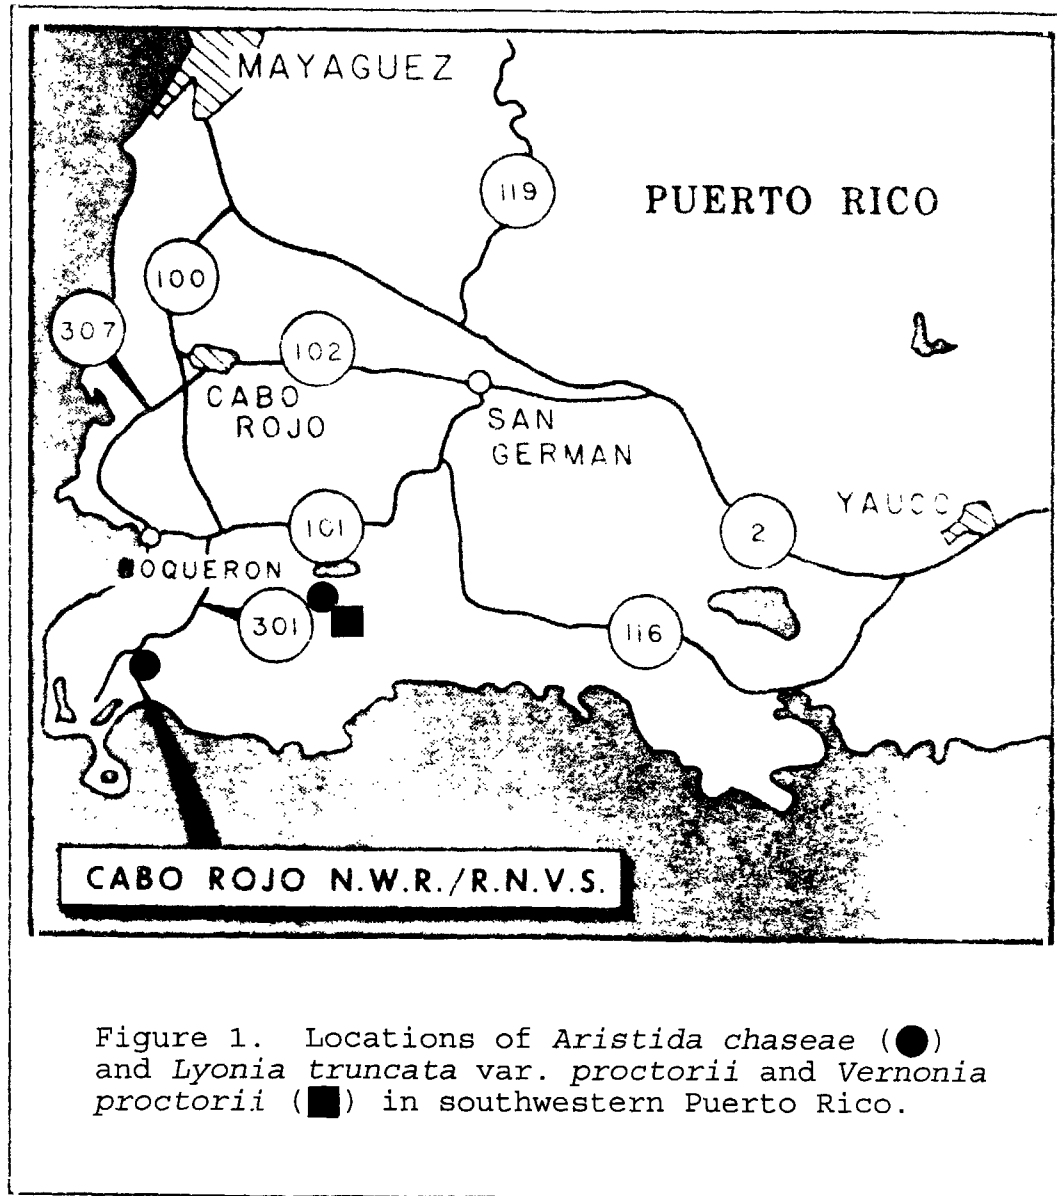 MAYAGUEZ
119
PUERTO RICO
100
307
102
CABO
ROJO
SAN
GERMAN
YAUCO
101
2
BOQUERON
301
116
CABO ROJO N.W.R./R.N.V.S.
Figure 1. Locations of Aristida chaseae (●)
and Lyonia truncata var. proctorii and Vernonia
proctorii (■) in southwestern Puerto Rico.